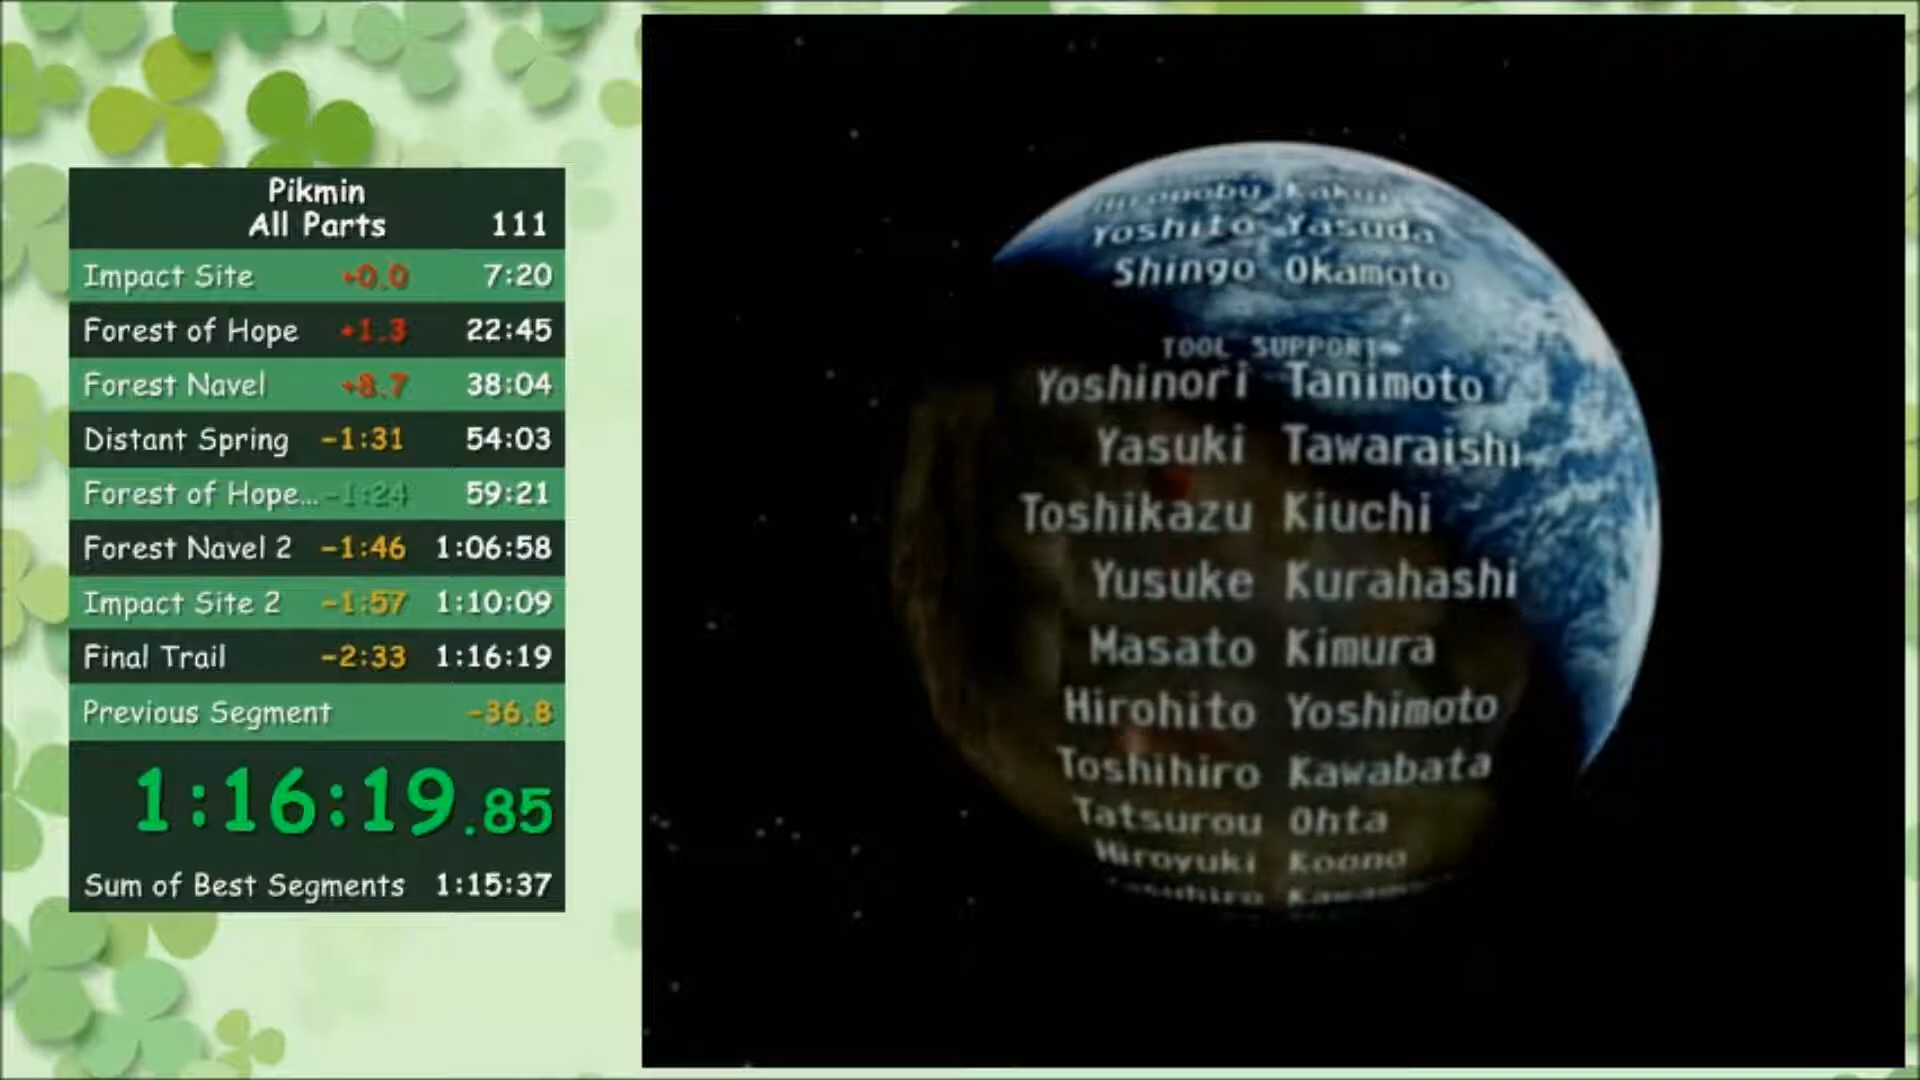 Pikmin
All Parts 111
Impact Site +0.0 7:20
Forest of Hope +1.3 22:45
Forest Navel +8.7 38:04
Distant Spring -1:31 54:03
Forest of Hope... -1:24 59:21
Forest Navel 2 -1:46 1:06:58
Impact Site 2 -1:57 1:10:09
Final Trail -2:33 1:16:19
Previous Segment -36.8
1:16:19.85
Sum of Best Segments 1:15:37
Yoshito Yasuda
Shingo Okamoto
TOOL SUPPORT
Yoshinori Tanimoto
Yasuki Tawaraishi
Toshikazu Kiuchi
Yusuke Kurahashi
Masato Kimura
Hirohito Yoshimoto
Toshihiro Kawabata
Tatsurou Ohta
Hiroyuki